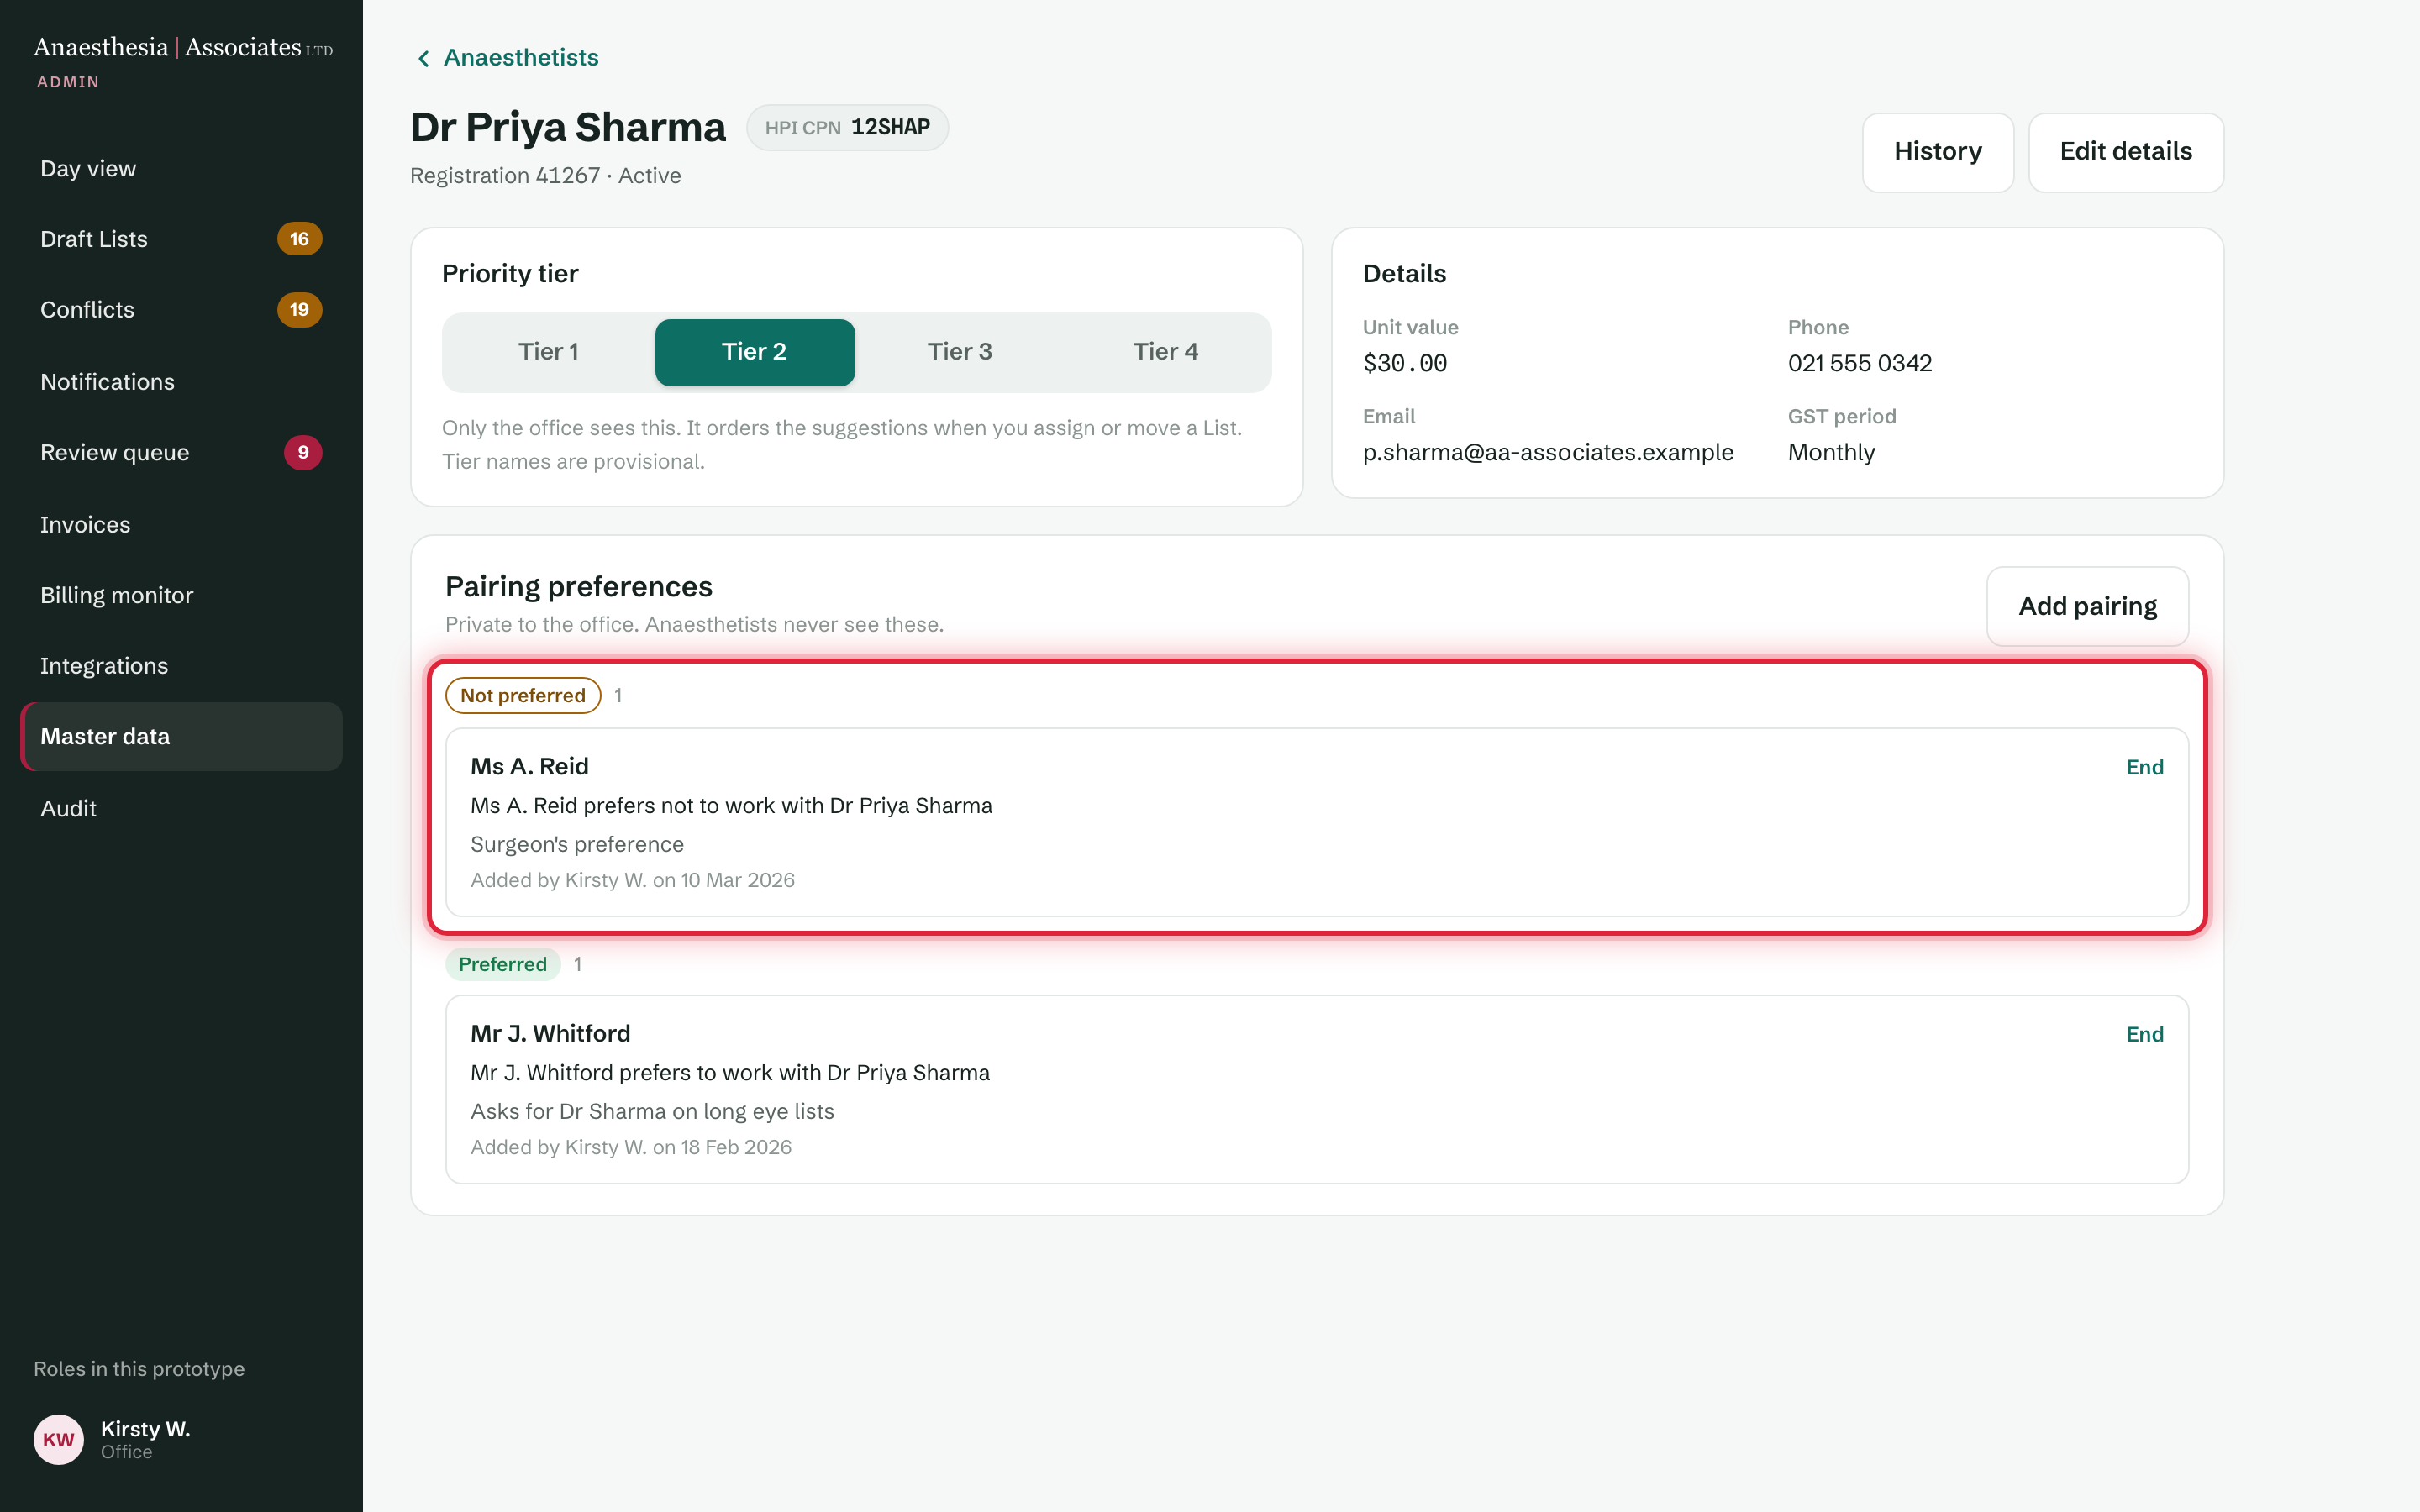 Anaesthesia | Associates LTD
ADMIN
Day view
Draft Lists 16
Conflicts 19
Notifications
Review queue 9
Invoices
Billing monitor
Integrations
Master data
Audit
Roles in this prototype
KW
Kirsty W.
Office
Anaesthetists
Dr Priya Sharma HPI CPN 12SHAP
Registration 41267 · Active
History
Edit details
Priority tier
Tier 1 Tier 2 Tier 3 Tier 4
Only the office sees this. It orders the suggestions when you assign or move a List.
Tier names are provisional.
Details
Unit value
$30.00
Phone
021 555 0342
Email
p.sharma@aa-associates.example
GST period
Monthly
Pairing preferences
Private to the office. Anaesthetists never see these.
Add pairing
Not preferred 1
Ms A. Reid
End
Ms A. Reid prefers not to work with Dr Priya Sharma
Surgeon's preference
Added by Kirsty W. on 10 Mar 2026
Preferred 1
Mr J. Whitford
End
Mr J. Whitford prefers to work with Dr Priya Sharma
Asks for Dr Sharma on long eye lists
Added by Kirsty W. on 18 Feb 2026